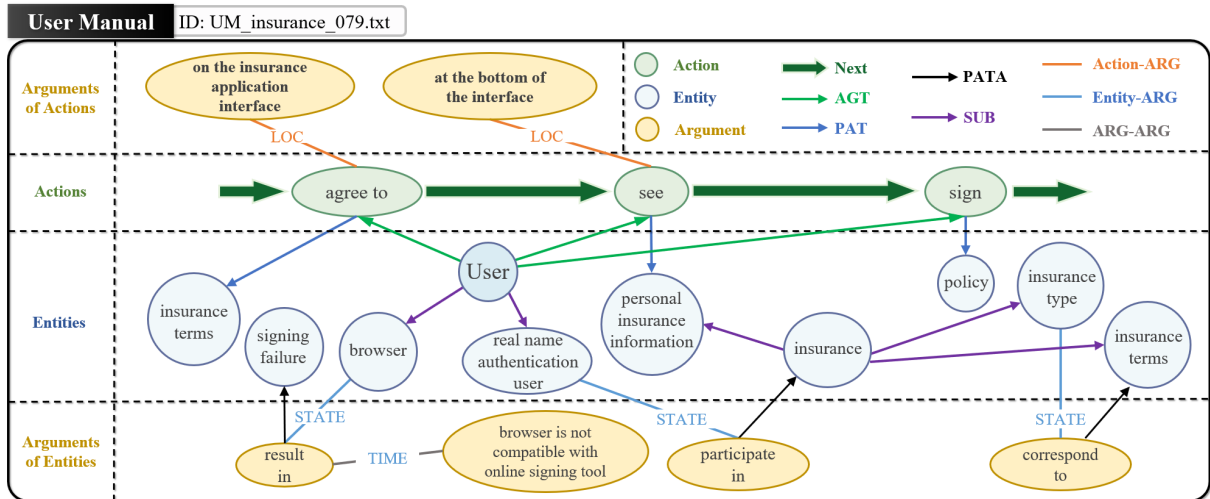 User Manual
ID: UM_insurance_079.txt
Arguments
of Actions
on the insurance
application
interface
at the bottom of
the interface
Action
Entity
Argument
Next
AGT
PAT
PATA
SUB
Action-ARG
Entity-ARG
ARG-ARG
LOC
LOC
Actions
agree to
see
sign
Entities
User
insurance
terms
signing
failure
browser
real name
authentication
user
personal
insurance
information
insurance
policy
insurance
type
insurance
terms
STATE
STATE
STATE
Arguments
of Entities
result
in
TIME
browser is not
compatible with
online signing tool
participate
in
correspond
to